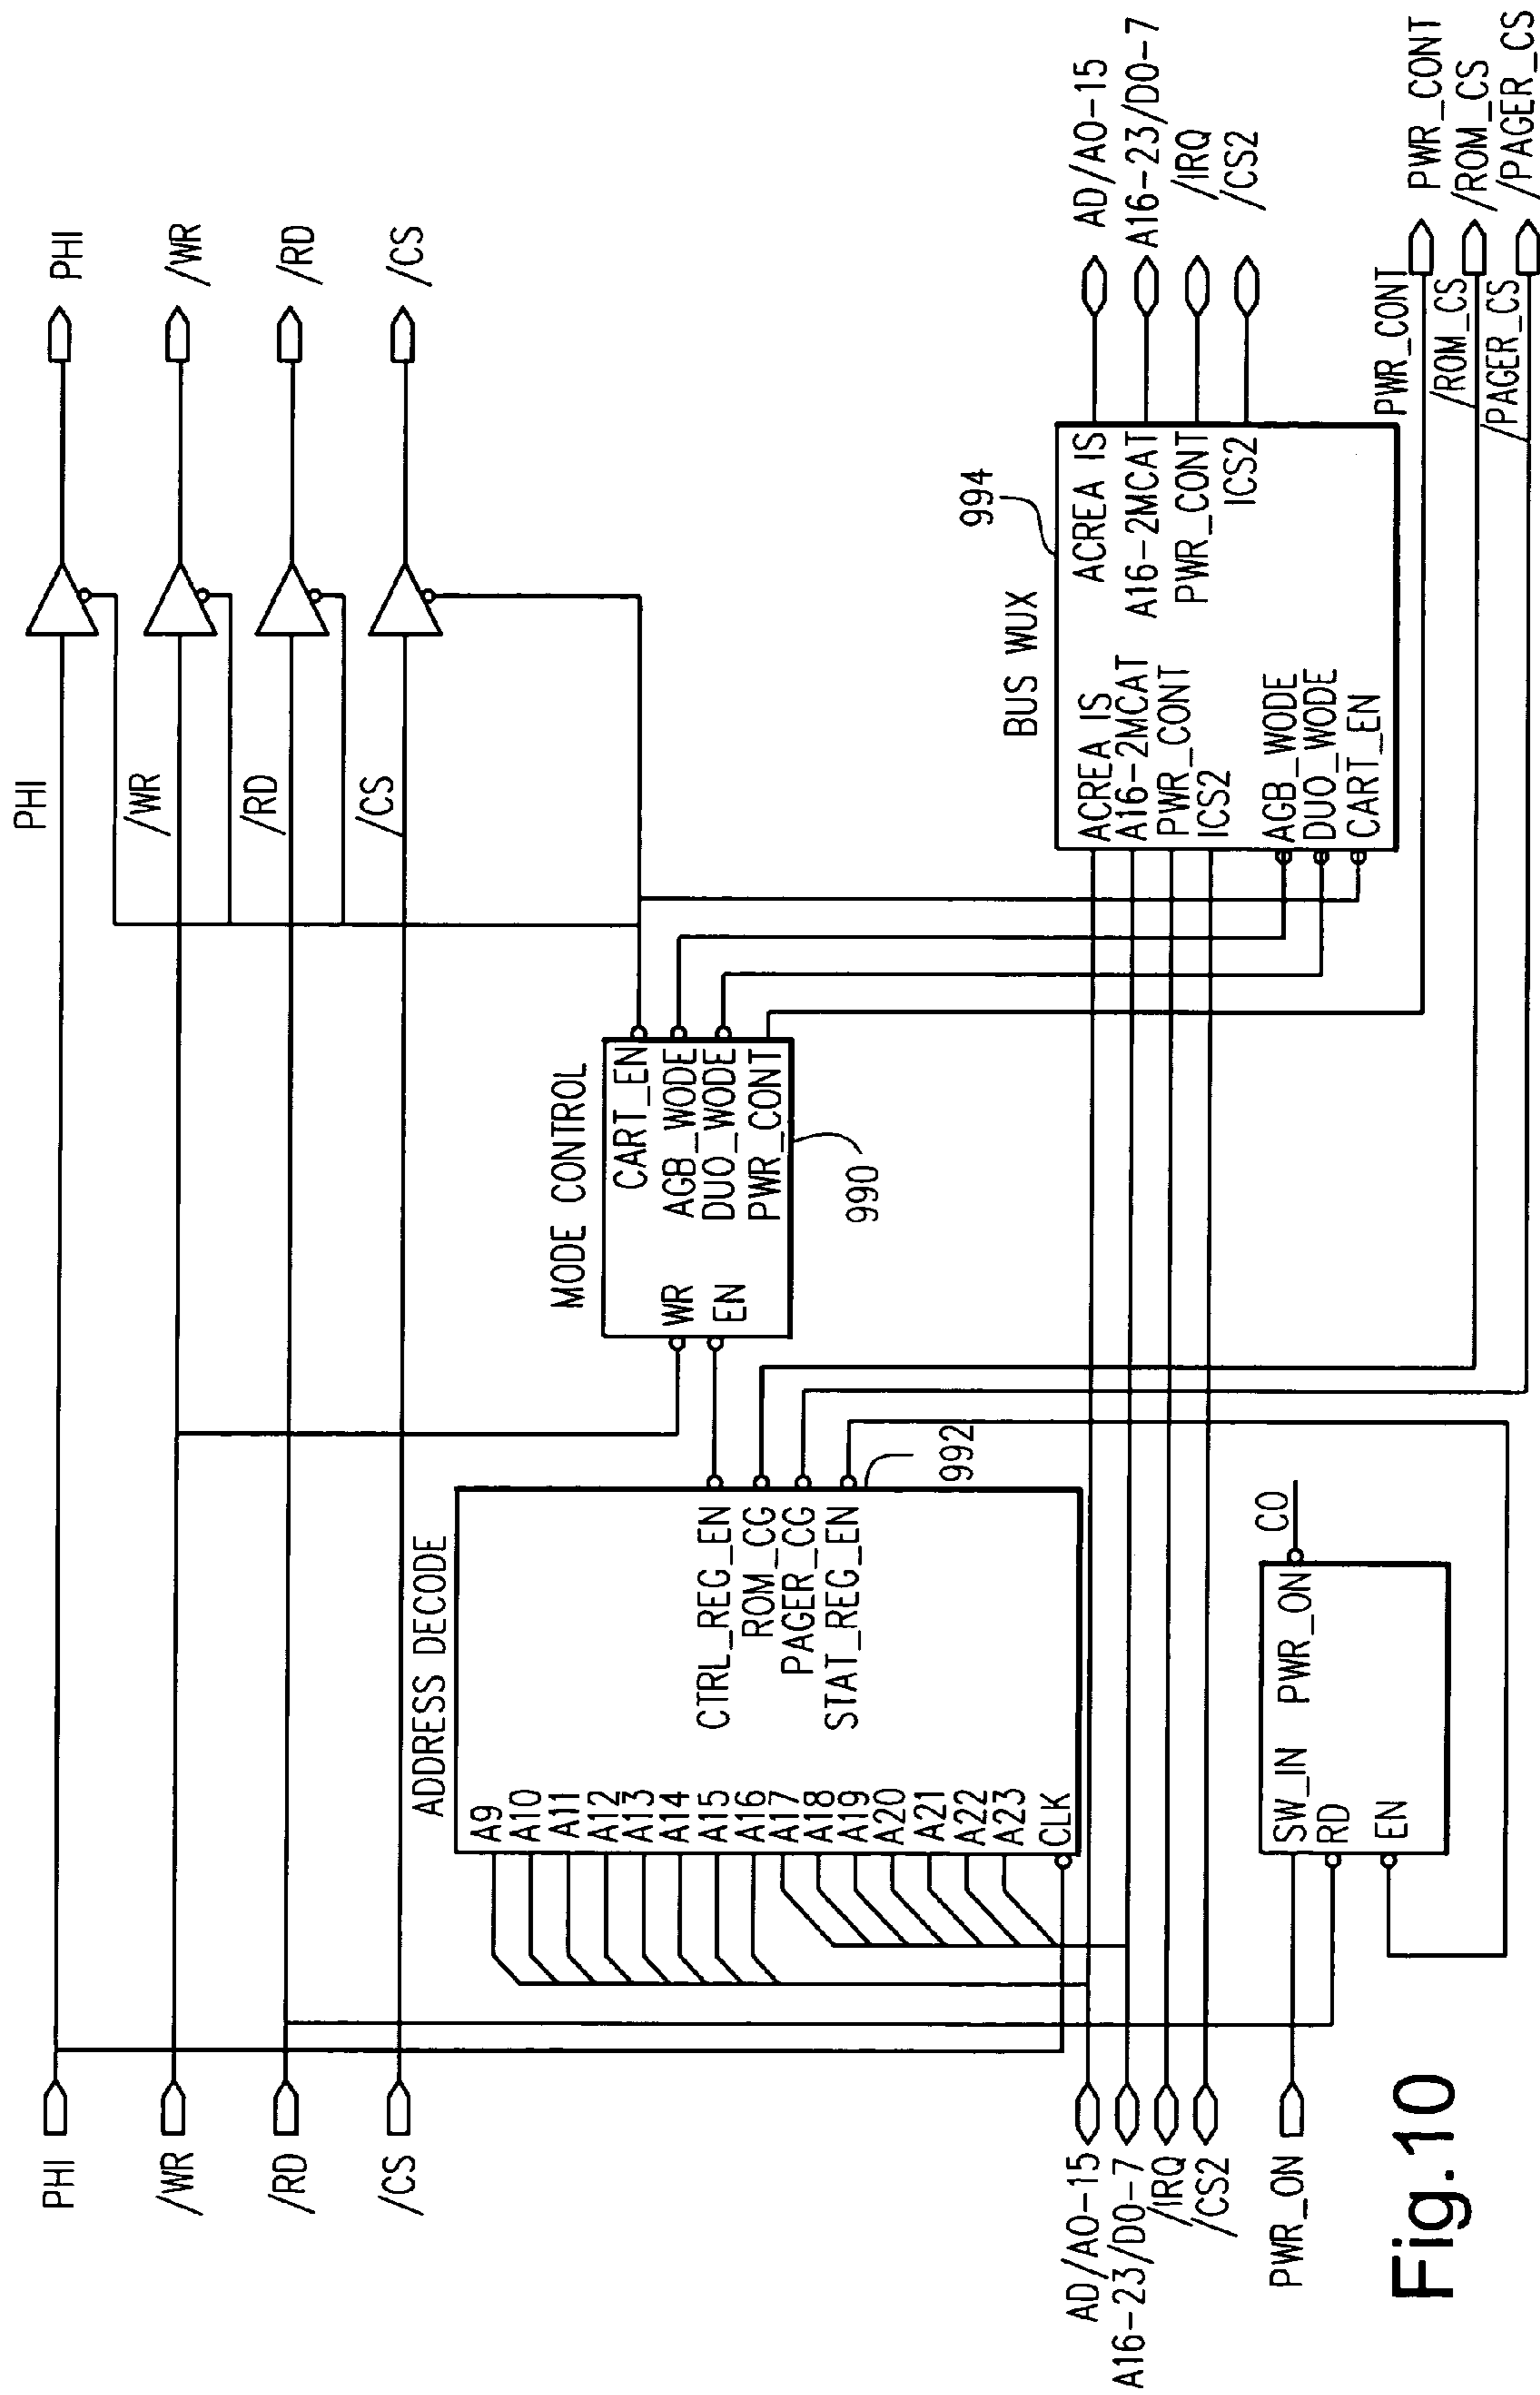 PHI
/WR
/RD
/CS
PHI
/WR
/RD
/CS
PHI
/WR
/RD
/CS
ADDRESS DECODE
A9
A10
A11
A12
A13
A14
A15
A16
A17
A18
A19
A20
A21
A22
A23
CLK
CTRL_REG_EN
ROM_CG
PAGER_CG
STAT_REG_EN
992
MODE CONTROL
WR
EN
CART_EN
AGB_WODE
DUO_WODE
PWR_CONT
990
BUS WUX
994
ACREA IS
A16-2MCAT
PWR_CONT
ICS2
AGB_WODE
DUO_WODE
CART_EN
ACREA IS
A16-2MCAT
PWR_CONT
ICS2
AD/A0-15
A16-23/D0-7
/IRQ
/CS2
PWR_CONT
/ROM_CS
/PAGER_CS
PWR_CONT
/ROM_CS
/PAGER_CS
AD/A0-15
A16-23/D0-7
/IRQ
/CS2
PWR_ON
SW_IN
RD
EN
PWR_ON
CO
Fig.10